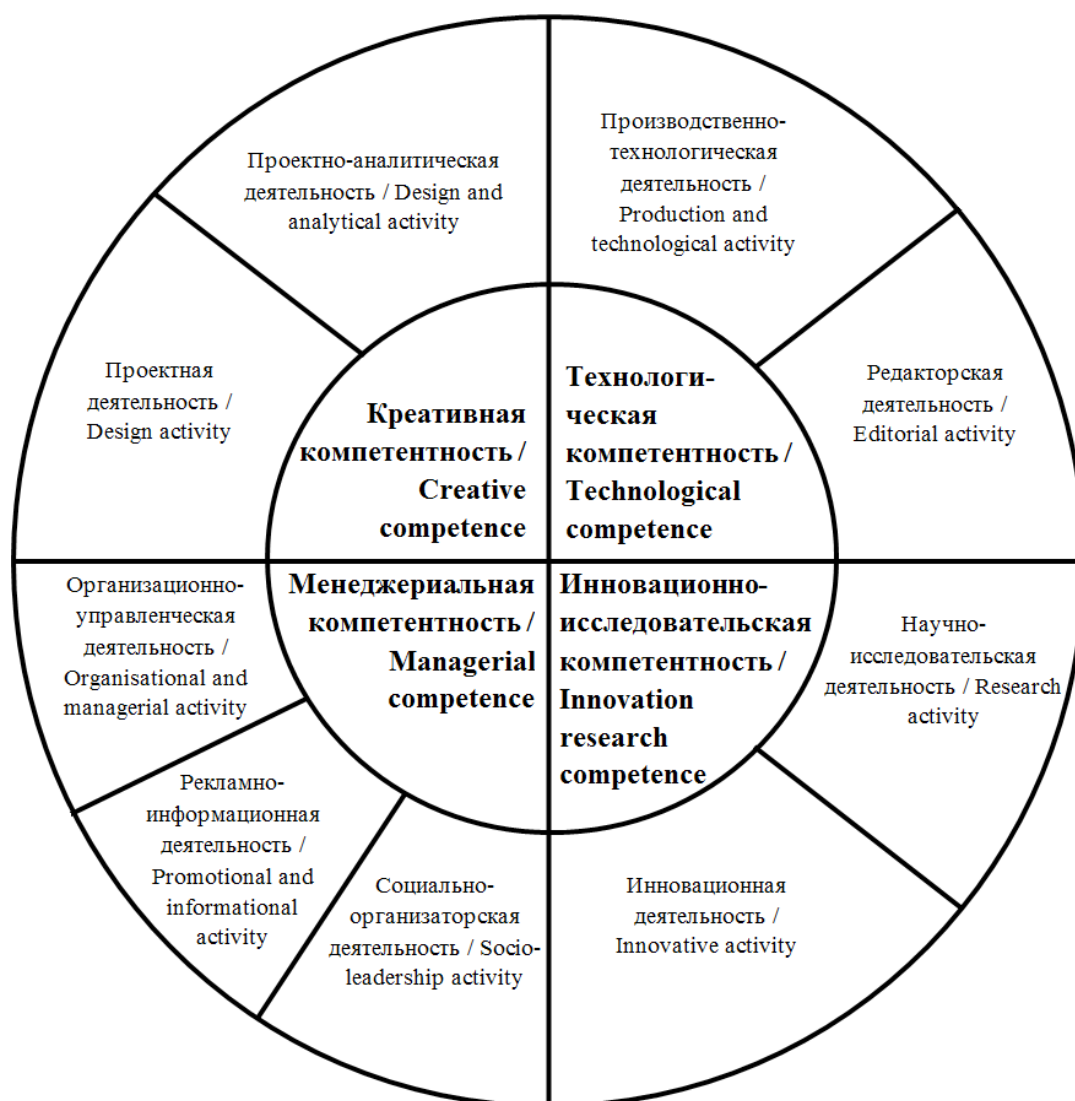 Проектно-аналитическая
деятельность / Design and
analytical activity
Производственно-
технологическая
деятельность /
Production and
technological activity
Проектная
деятельность /
Design activity
Редакторская
деятельность /
Editorial activity
Креативная
компетентность /
Creative
competence
Технологи-
ческая
компетентность /
Technological
competence
Менеджериальная
компетентность /
Managerial
competence
Инновационно-
исследовательская
компетентность /
Innovation
research
competence
Организационно-
управленческая
деятельность /
Organisational and
managerial activity
Научно-
исследовательская
деятельность / Research
activity
Рекламно-
информационная
деятельность /
Promotional and
informational
activity
Социально-
организаторская
деятельность / Socio-
leadership activity
Инновационная
деятельность /
Innovative activity